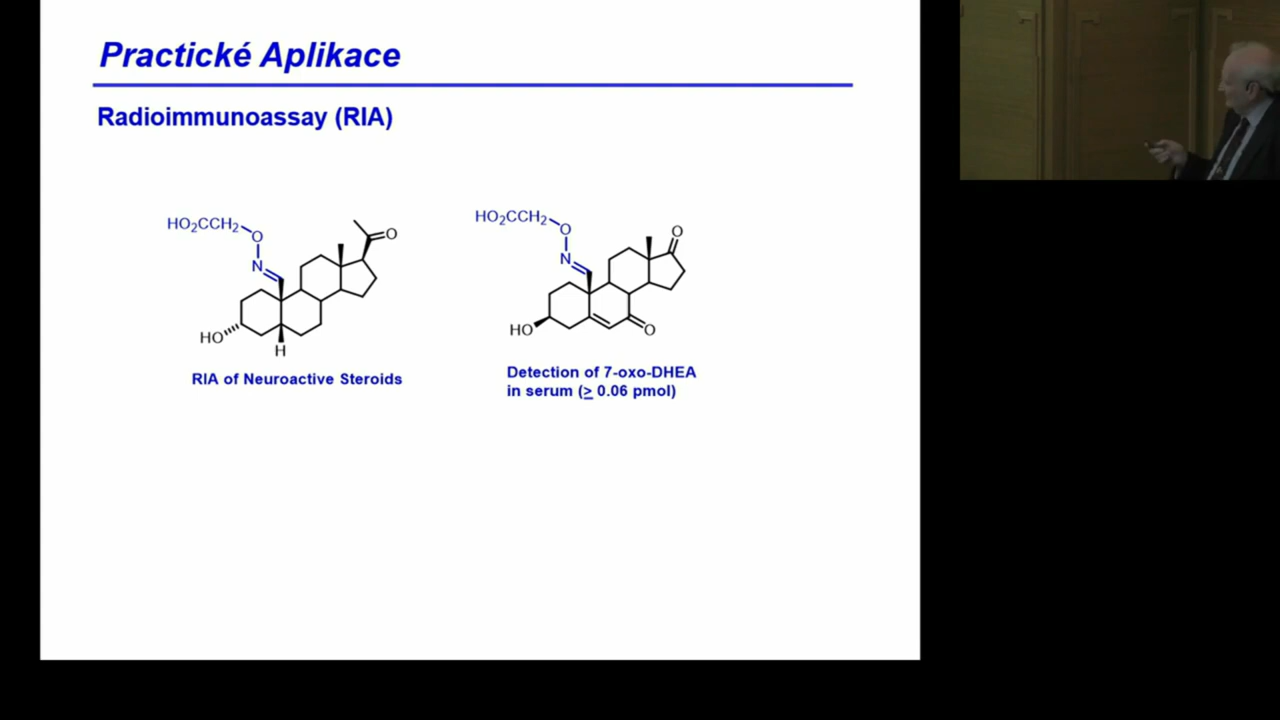 Practické Aplikace
Radioimmunoassay (RIA)
HO₂CCH₂
O
N
O
HO
H
RIA of Neuroactive Steroids
HO₂CCH₂
O
N
O
HO
O
Detection of 7-oxo-DHEA
in serum (≥ 0.06 pmol)